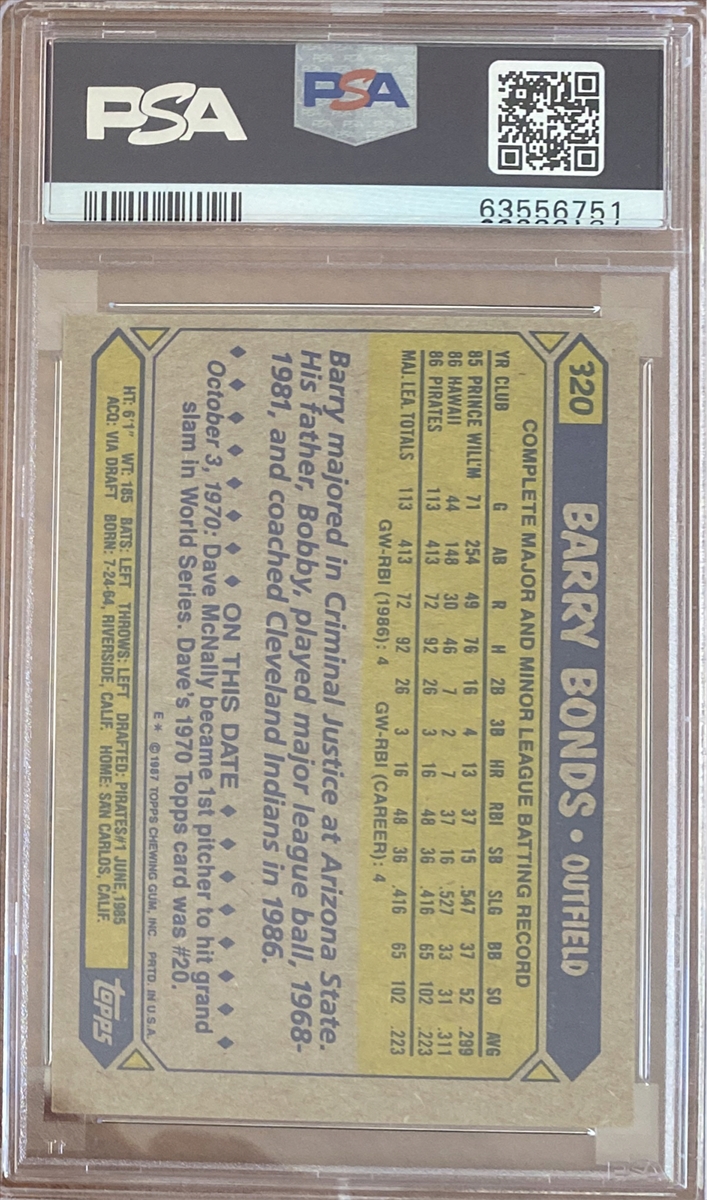 PSA
PSA
63556751
320 BARRY BONDS • OUTFIELD
COMPLETE MAJOR AND MINOR LEAGUE BATTING RECORD
YR CLUB G AB R H 2B 3B HR RBI SB SLG BB SO AVG
85 PRINCE WILL'M 71 254 49 76 16 4 13 37 15 .547 37 52 .299
86 HAWAII 44 148 30 46 7 2 7 37 16 .527 33 31 .311
86 PIRATES 113 413 72 92 26 3 16 48 36 .416 65 102 .223
MAJ. LEA. TOTALS 113 413 72 92 26 3 16 48 36 .416 65 102 .223
GW-RBI (1986): 4 GW-RBI (CAREER): 4
Barry majored in Criminal Justice at Arizona State.
His father, Bobby, played major league ball, 1968-
1981, and coached Cleveland Indians in 1986.
ON THIS DATE
October 3, 1970: Dave McNally became 1st pitcher to hit grand
slam in World Series. Dave's 1970 Topps card was #20.
E* © 1987 TOPPS CHEWING GUM, INC. PRTD. IN U.S.A.
HT: 6'1" WT: 185 BATS: LEFT THROWS: LEFT DRAFTED: PIRATES#1 JUNE, 1985
ACQ: VIA DRAFT BORN: 7-24-64, RIVERSIDE, CALIF. HOME: SAN CARLOS, CALIF.
topps
PSA